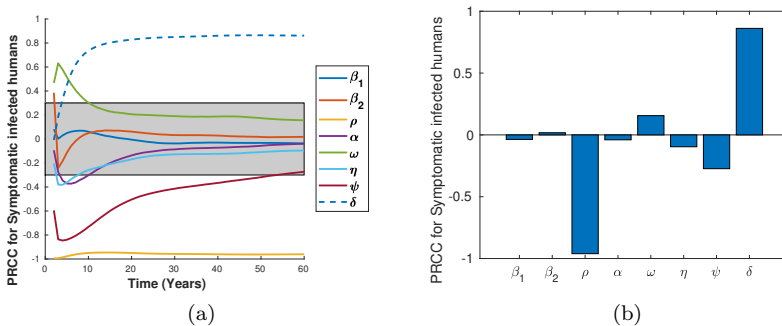 PRCC for Symptomatic infected humans
1
0.8
0.6
0.4
0.2
0
-0.2
-0.4
-0.6
-0.8
-1
0 10 20 30 40 50 60
Time (Years)
β₁
β₂
ρ
α
ω
η
ψ
δ
(a)
PRCC for Symptomatic infected humans
1
0.5
0
-0.5
-1
β₁ β₂ ρ α ω η ψ δ
(b)